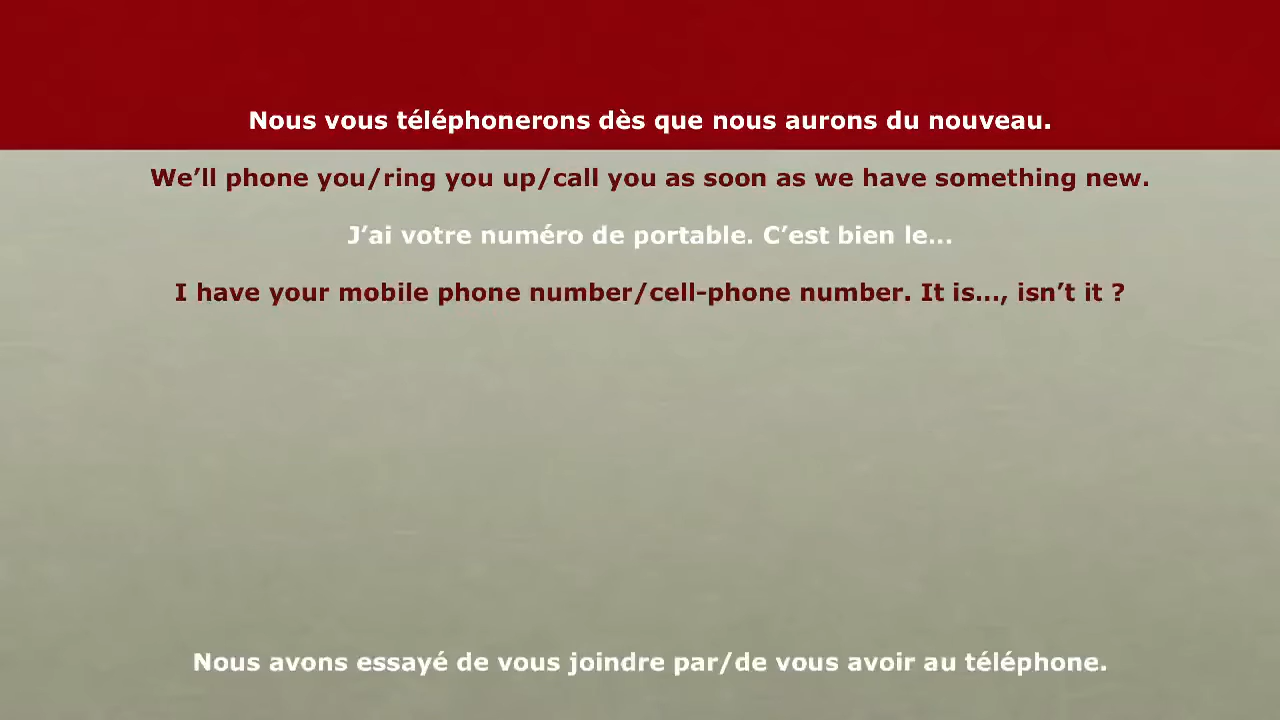 Nous vous téléphonerons dès que nous aurons du nouveau.
We’ll phone you/ring you up/call you as soon as we have something new.
J’ai votre numéro de portable. C’est bien le...
I have your mobile phone number/cell-phone number. It is..., isn’t it ?
Nous avons essayé de vous joindre par/de vous avoir au téléphone.